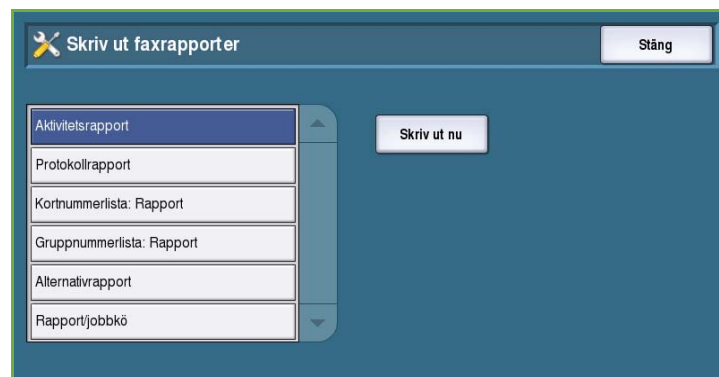 Skriv ut faxrapporter
Stäng
Aktivitetsrapport
Skriv ut nu
Protokollrapport
Kortnummerlista: Rapport
Gruppnummerlista: Rapport
Alternativrapport
Rapport/jobbkö